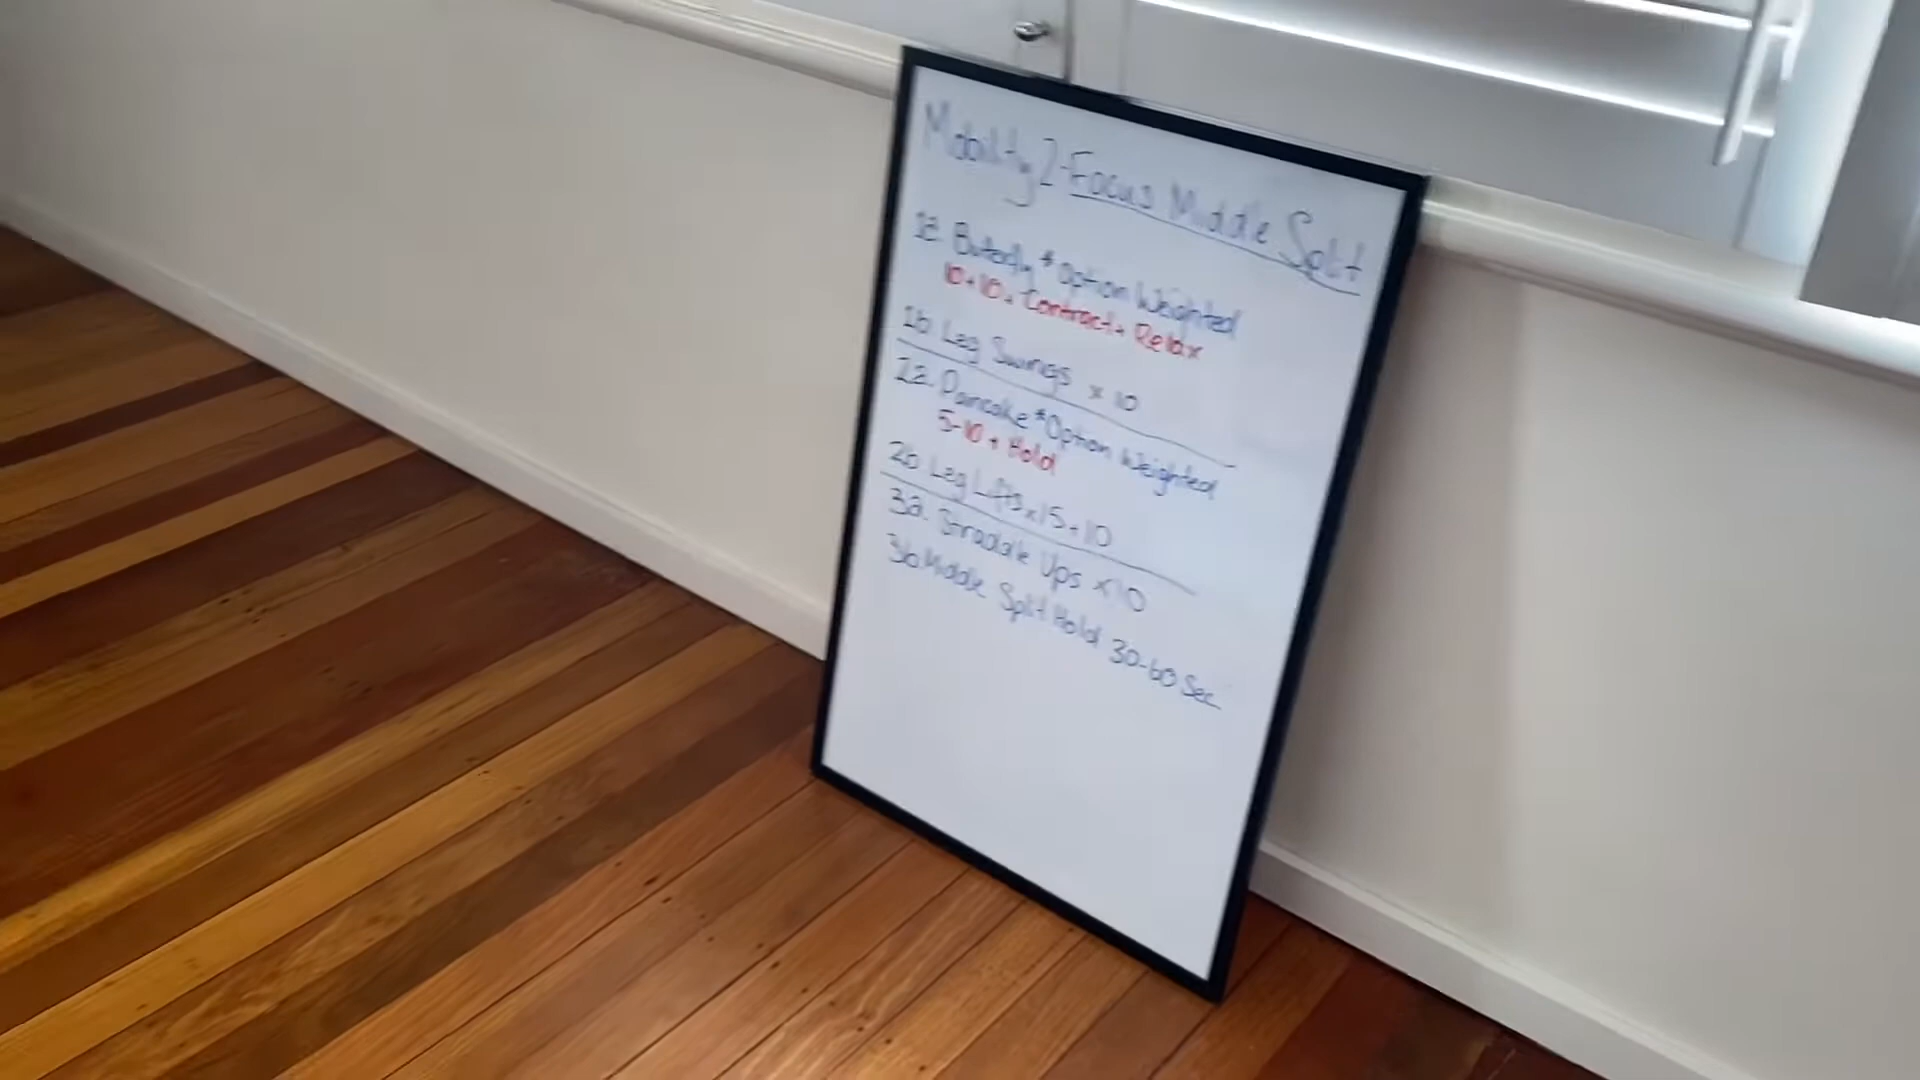 Mobility 2-Focus Middle Split
1a. Buterfly * Option Weighted
10+10+ Contract+ Relax
1b Leg Swings x 10
2a. Pancake *Option Weighted
5-10 + Hold
2b Leg Lifts x15+10
3a. Straddle Ups x10
3b Middle Split Hold 30-60 Sec